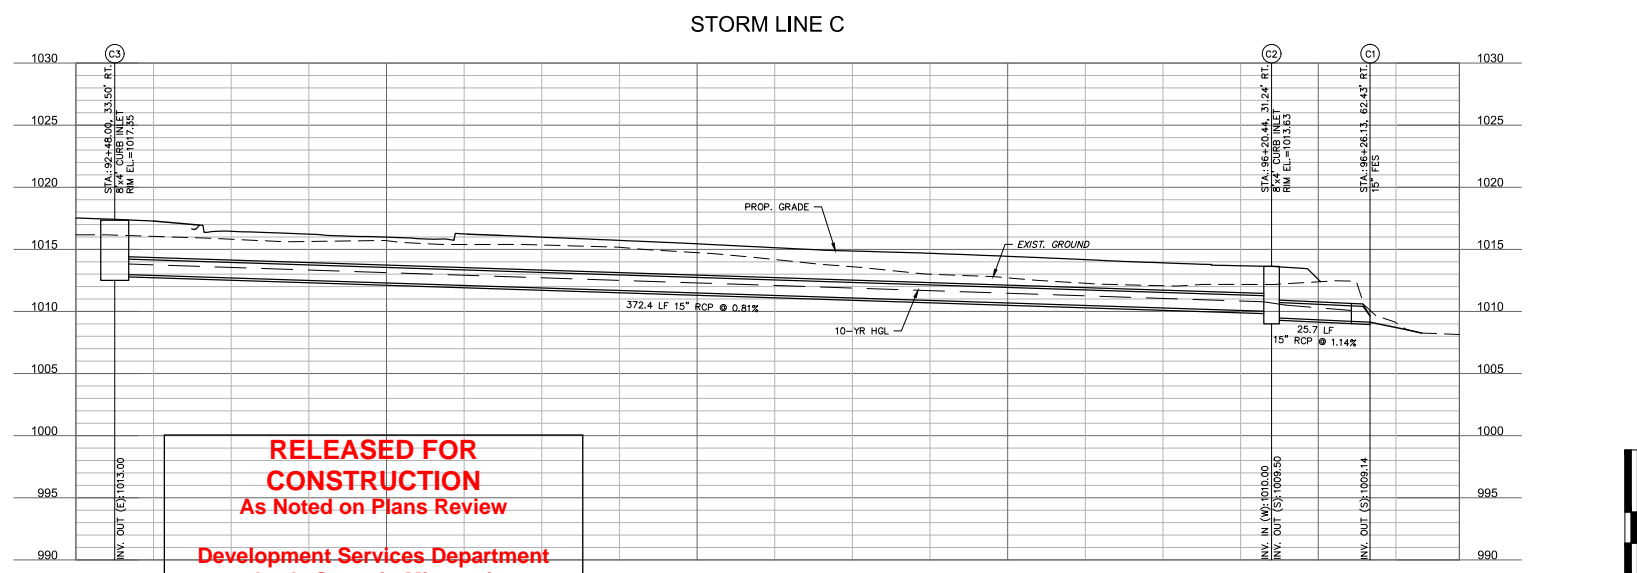 STORM LINE C
C3
C2
C1
1030
1030
1025
1025
1020
1020
1015
1015
1010
1010
1005
1005
1000
1000
995
995
990
990
STA.: 92+48.00, 33.50' RT.
8'x4' CURB INLET
RIM EL.=1017.35
STA.: 96+20.44, 31.24' RT.
8'x4' CURB INLET
RIM EL.=1013.63
STA.: 96+26.13, 62.43' RT.
15" FES
PROP. GRADE
EXIST. GROUND
372.4 LF 15" RCP @ 0.81%
10-YR HGL
25.7 LF
15" RCP @ 1.14%
INV. OUT (E):1013.00
INV. IN (W):1010.00
INV. OUT (S):1009.50
INV. OUT (S):1009.14
RELEASED FOR
CONSTRUCTION
As Noted on Plans Review
Development Services Department